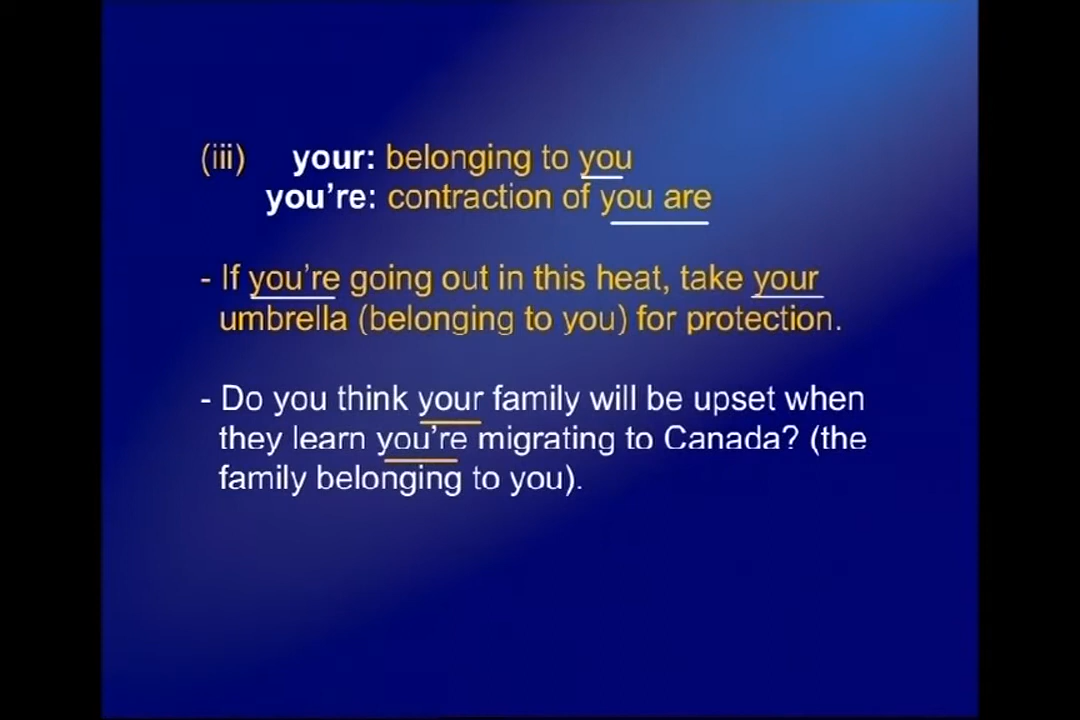 (iii) your: belonging to you
you're: contraction of you are
- If you're going out in this heat, take your
umbrella (belonging to you) for protection.
- Do you think your family will be upset when
they learn you're migrating to Canada? (the
family belonging to you).